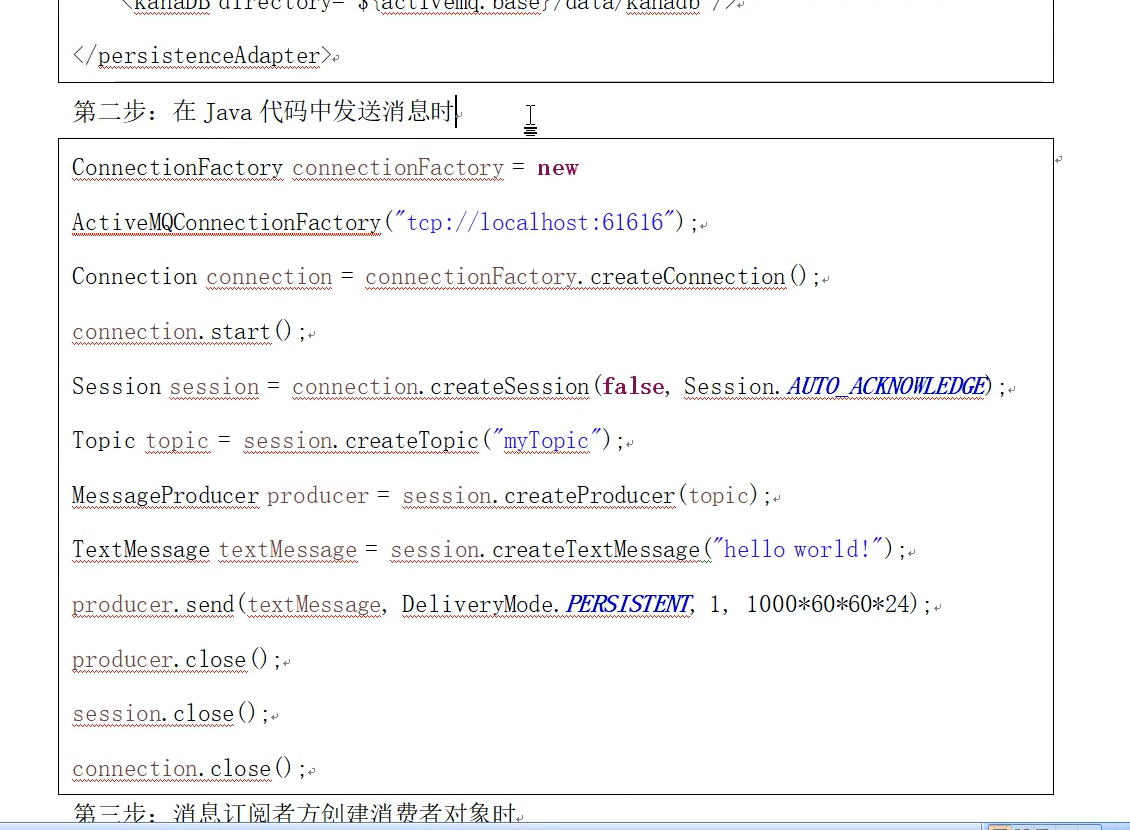 <kahaDB directory="${activemq.base}/data/kahadb"/>
</persistenceAdapter>
第二步：在 Java 代码中发送消息时
ConnectionFactory connectionFactory = new
ActiveMQConnectionFactory("tcp://localhost:61616");
Connection connection = connectionFactory.createConnection();
connection.start();
Session session = connection.createSession(false, Session.AUTO_ACKNOWLEDGE);
Topic topic = session.createTopic("myTopic");
MessageProducer producer = session.createProducer(topic);
TextMessage textMessage = session.createTextMessage("hello world!");
producer.send(textMessage, DeliveryMode.PERSISTENT, 1, 1000*60*60*24);
producer.close();
session.close();
connection.close();
第三步：消息订阅者方创建消费者对象时